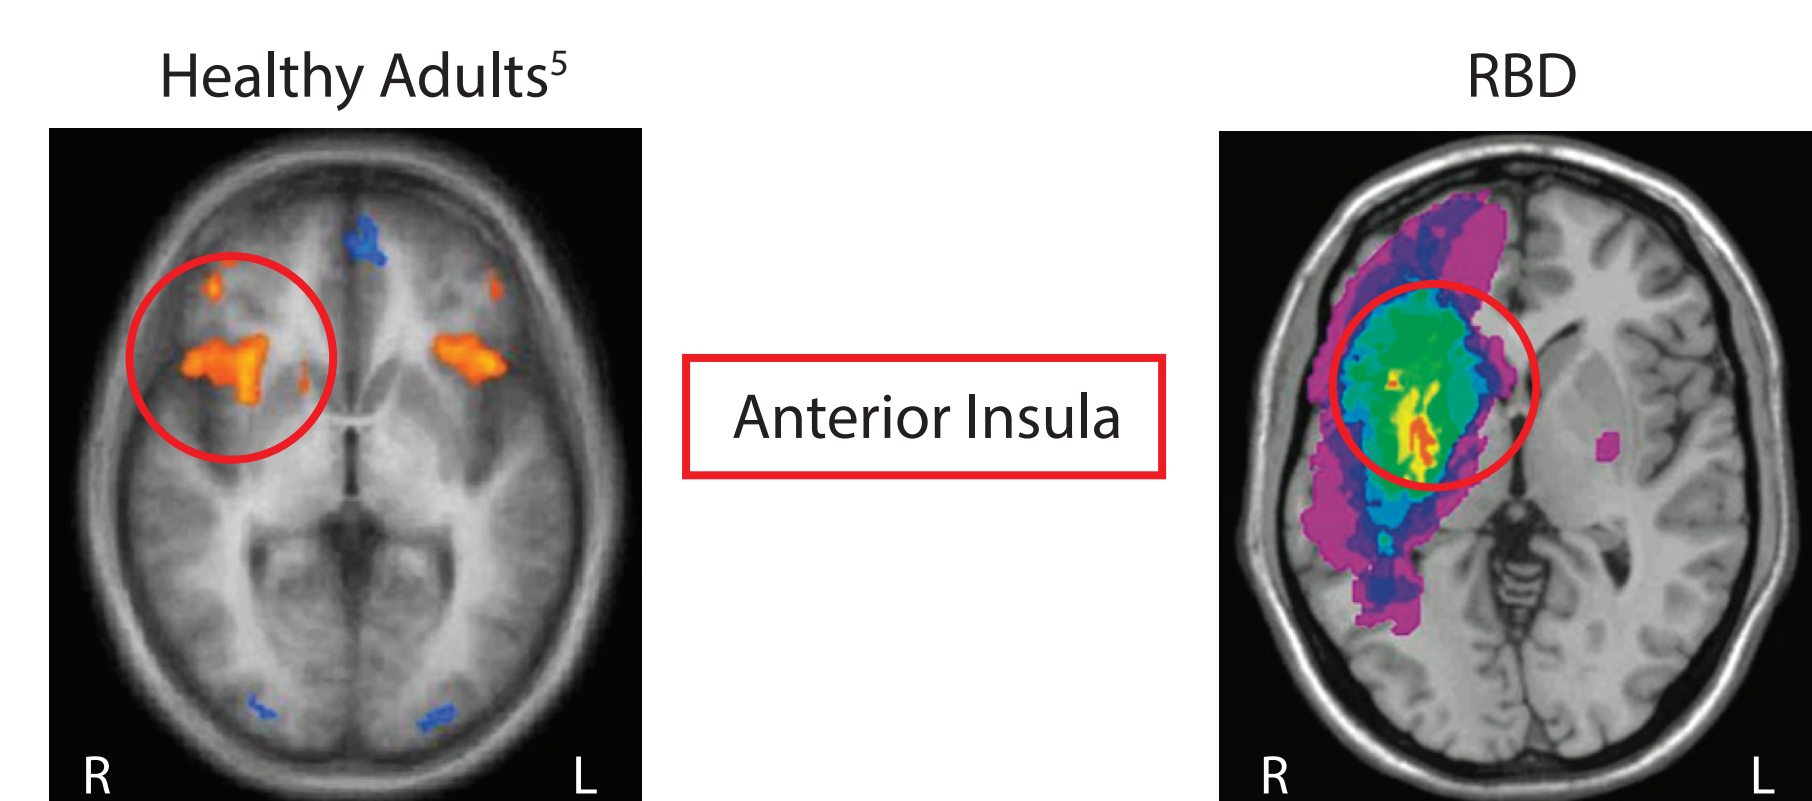 Healthy Adults⁵
RBD
Anterior Insula
R
L
R
L